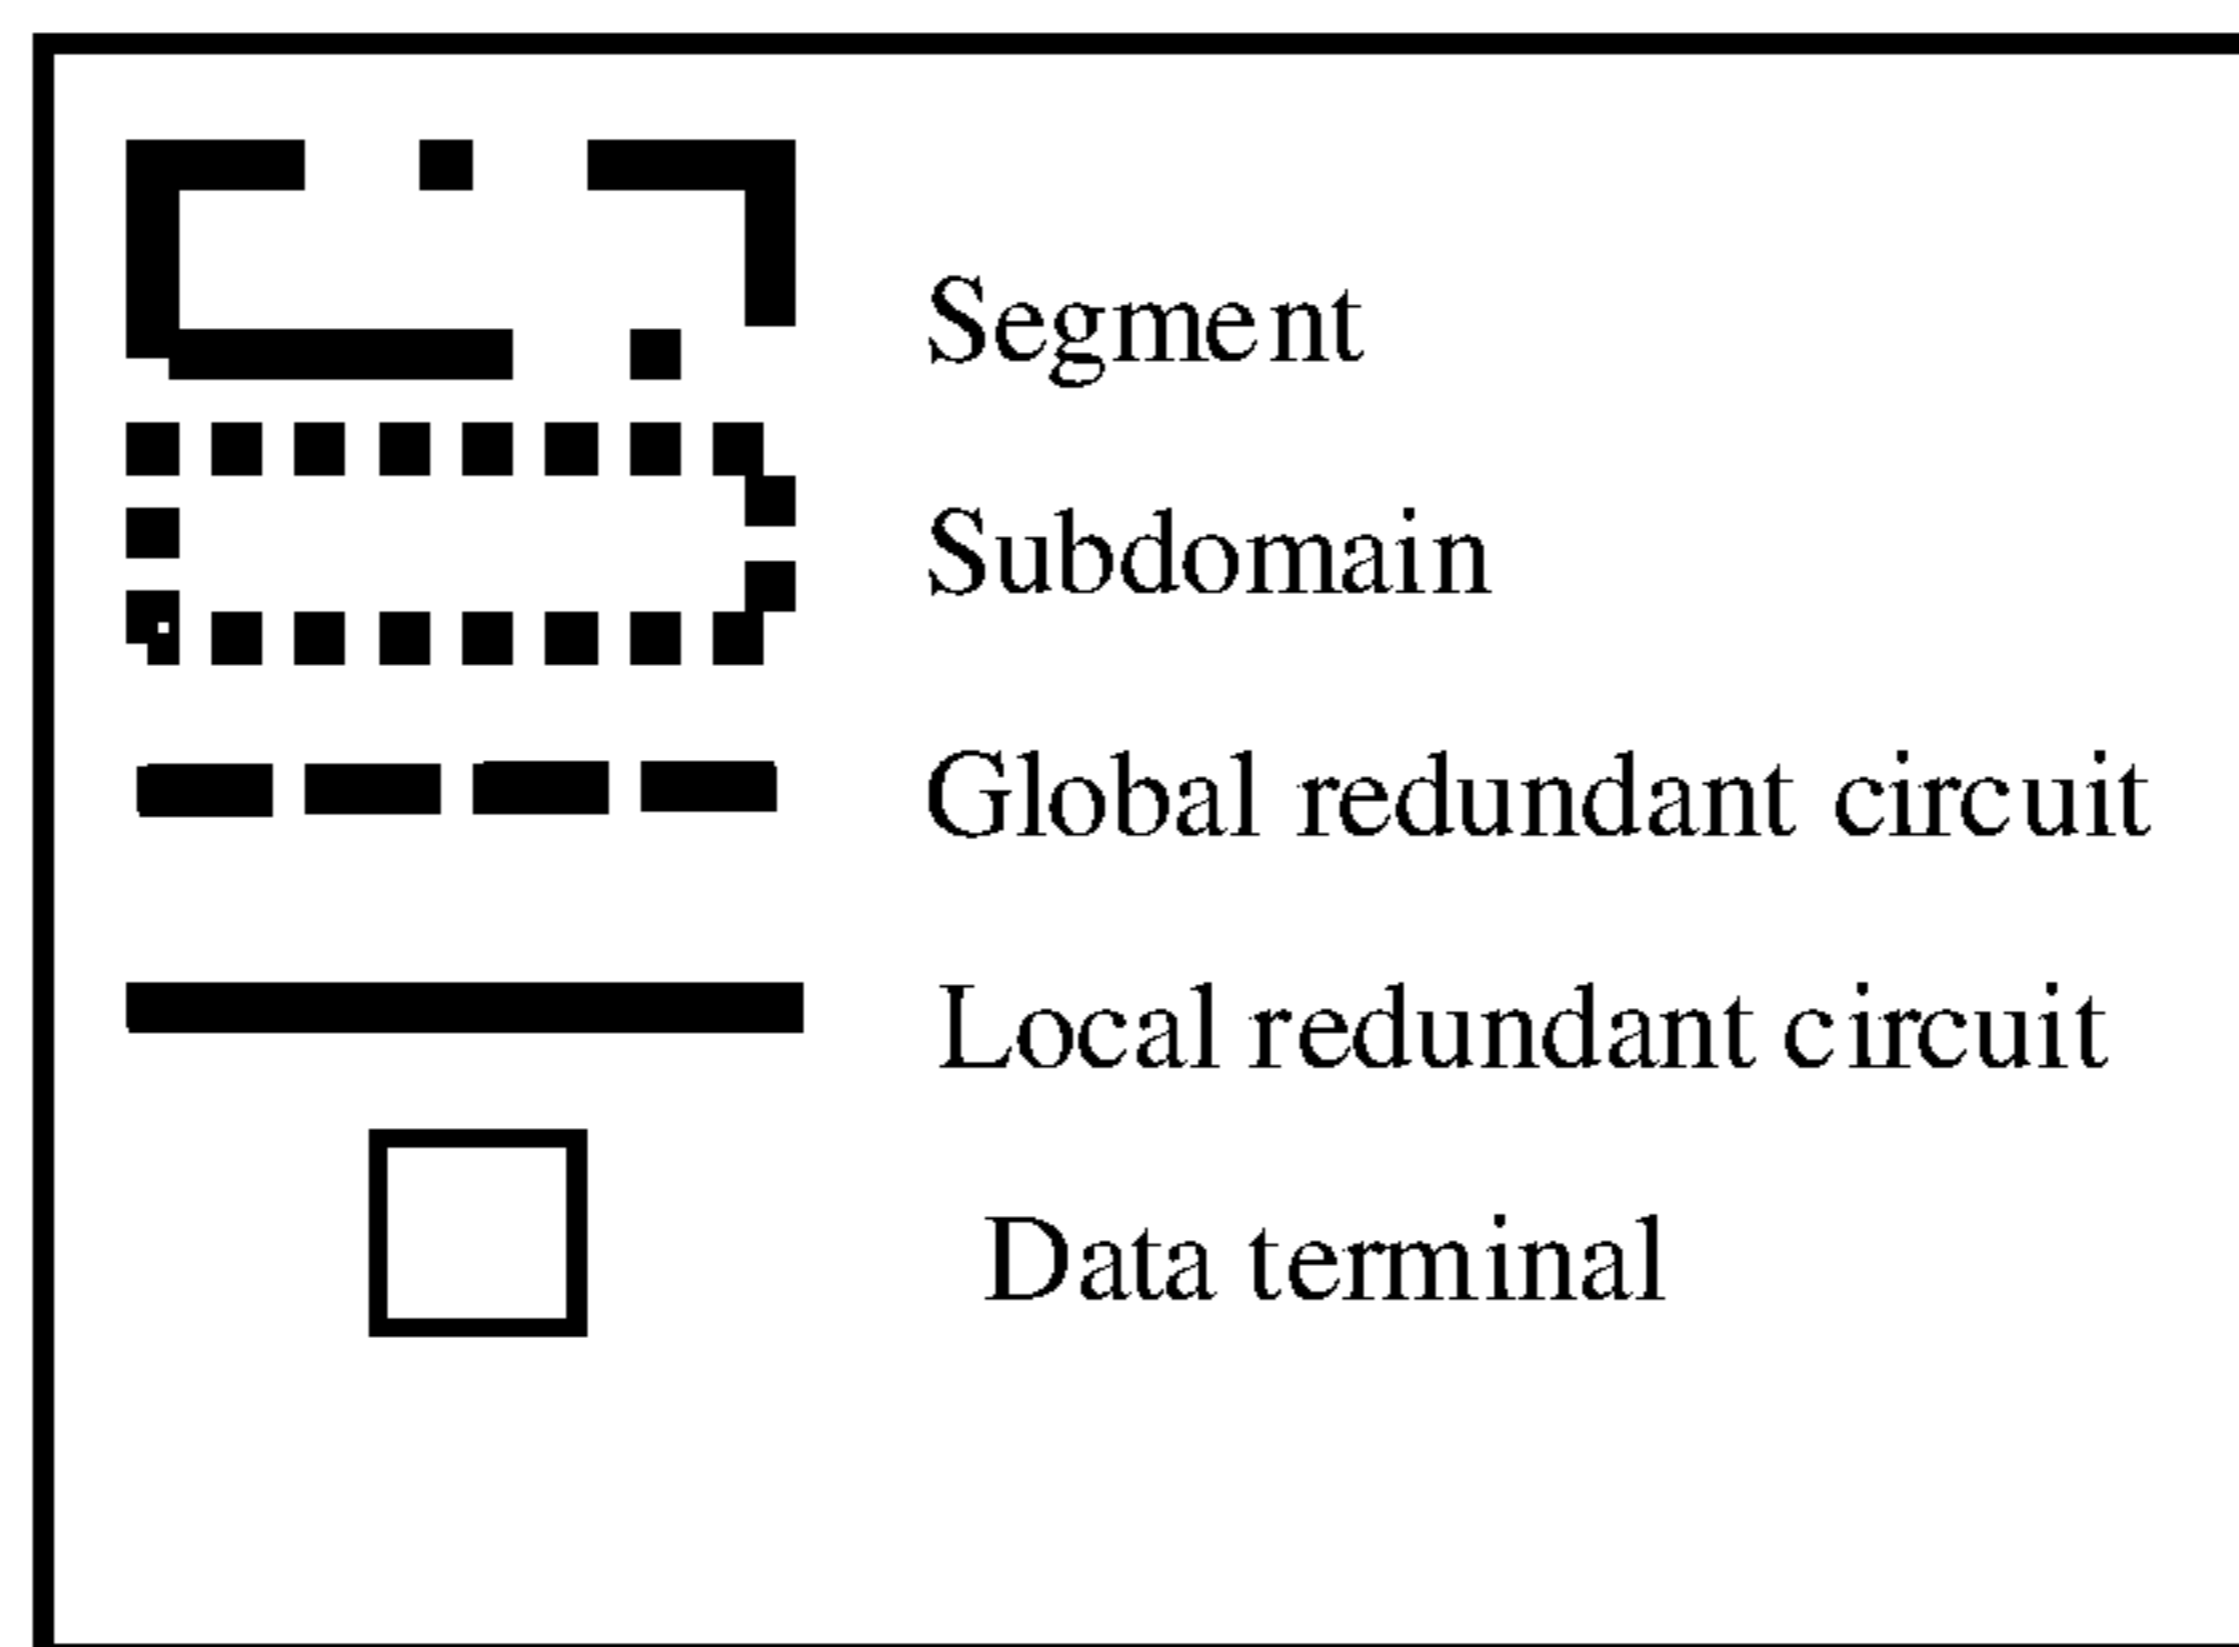 Segment
Subdomain
Global redundant circuit
Local redundant circuit
Data terminal